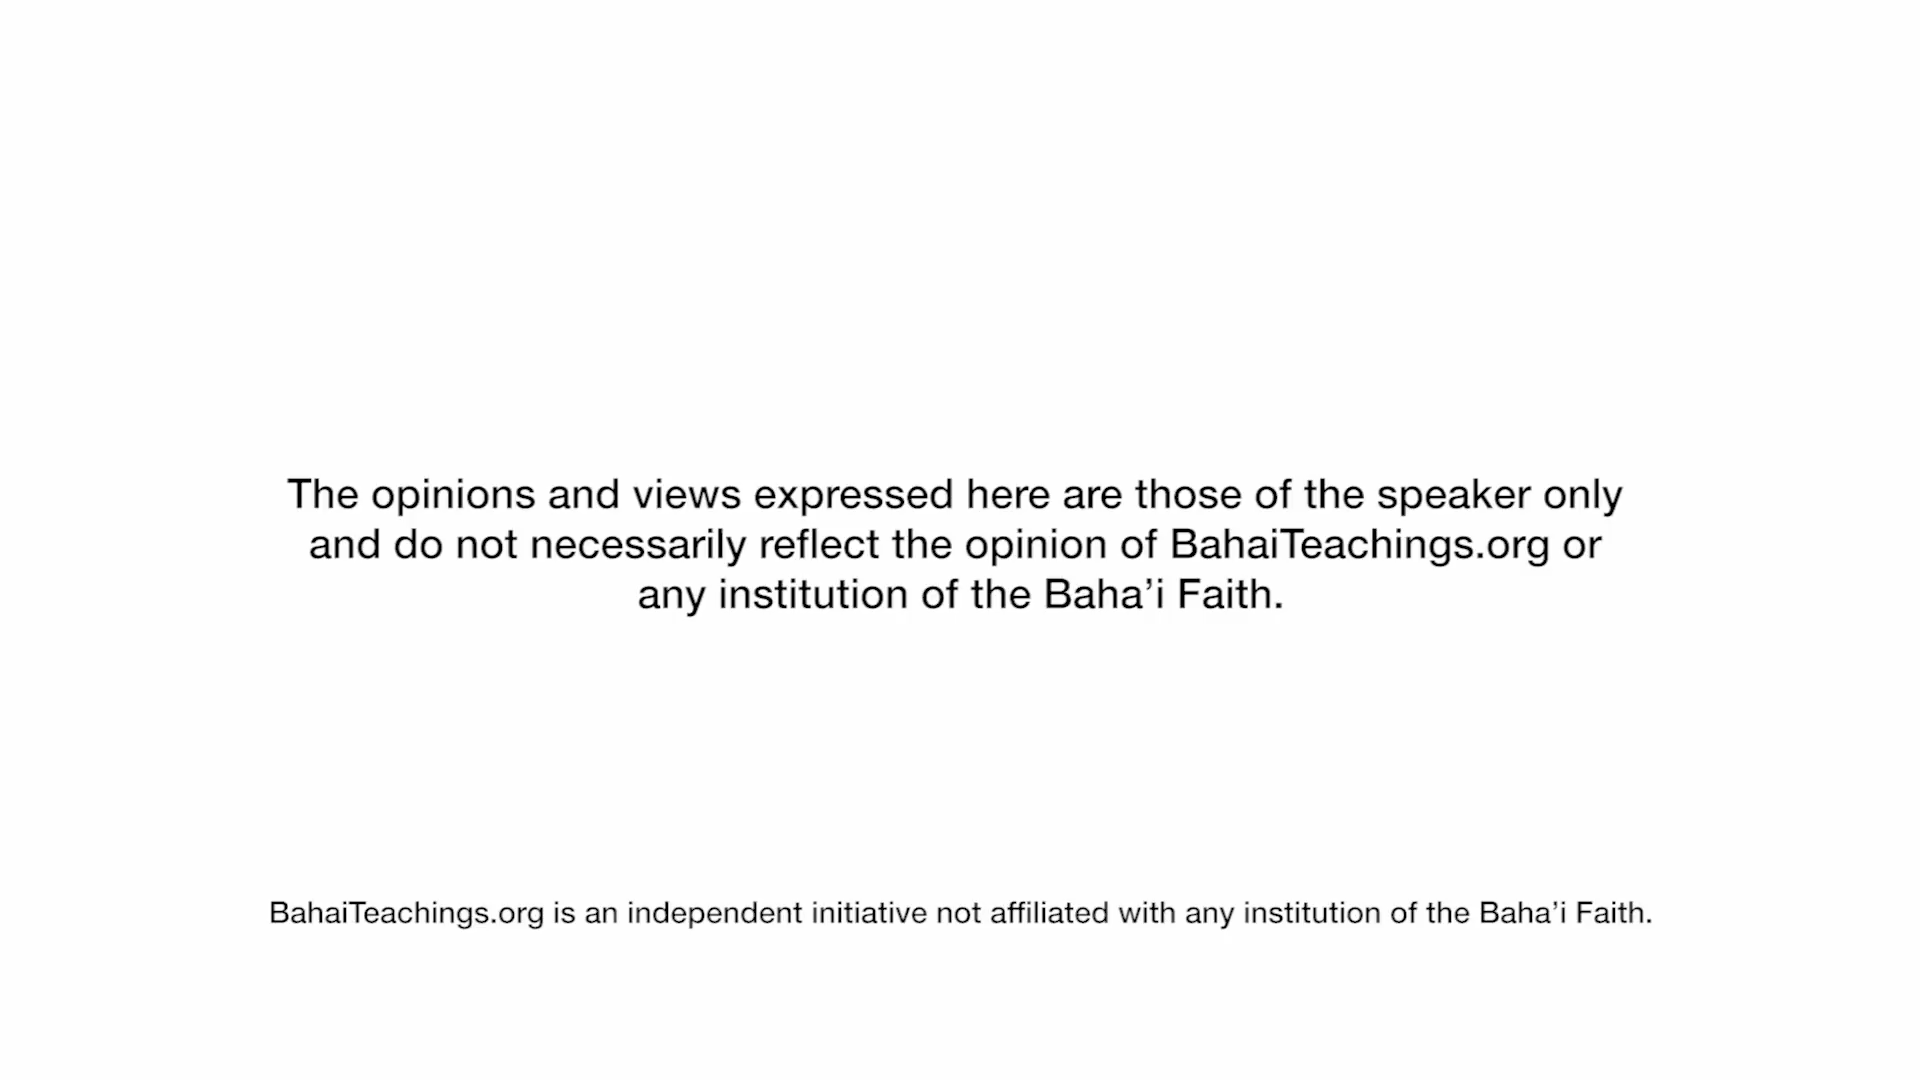 The opinions and views expressed here are those of the speaker only
and do not necessarily reflect the opinion of BahaiTeachings.org or
any institution of the Baha’i Faith.
BahaiTeachings.org is an independent initiative not affiliated with any institution of the Baha’i Faith.